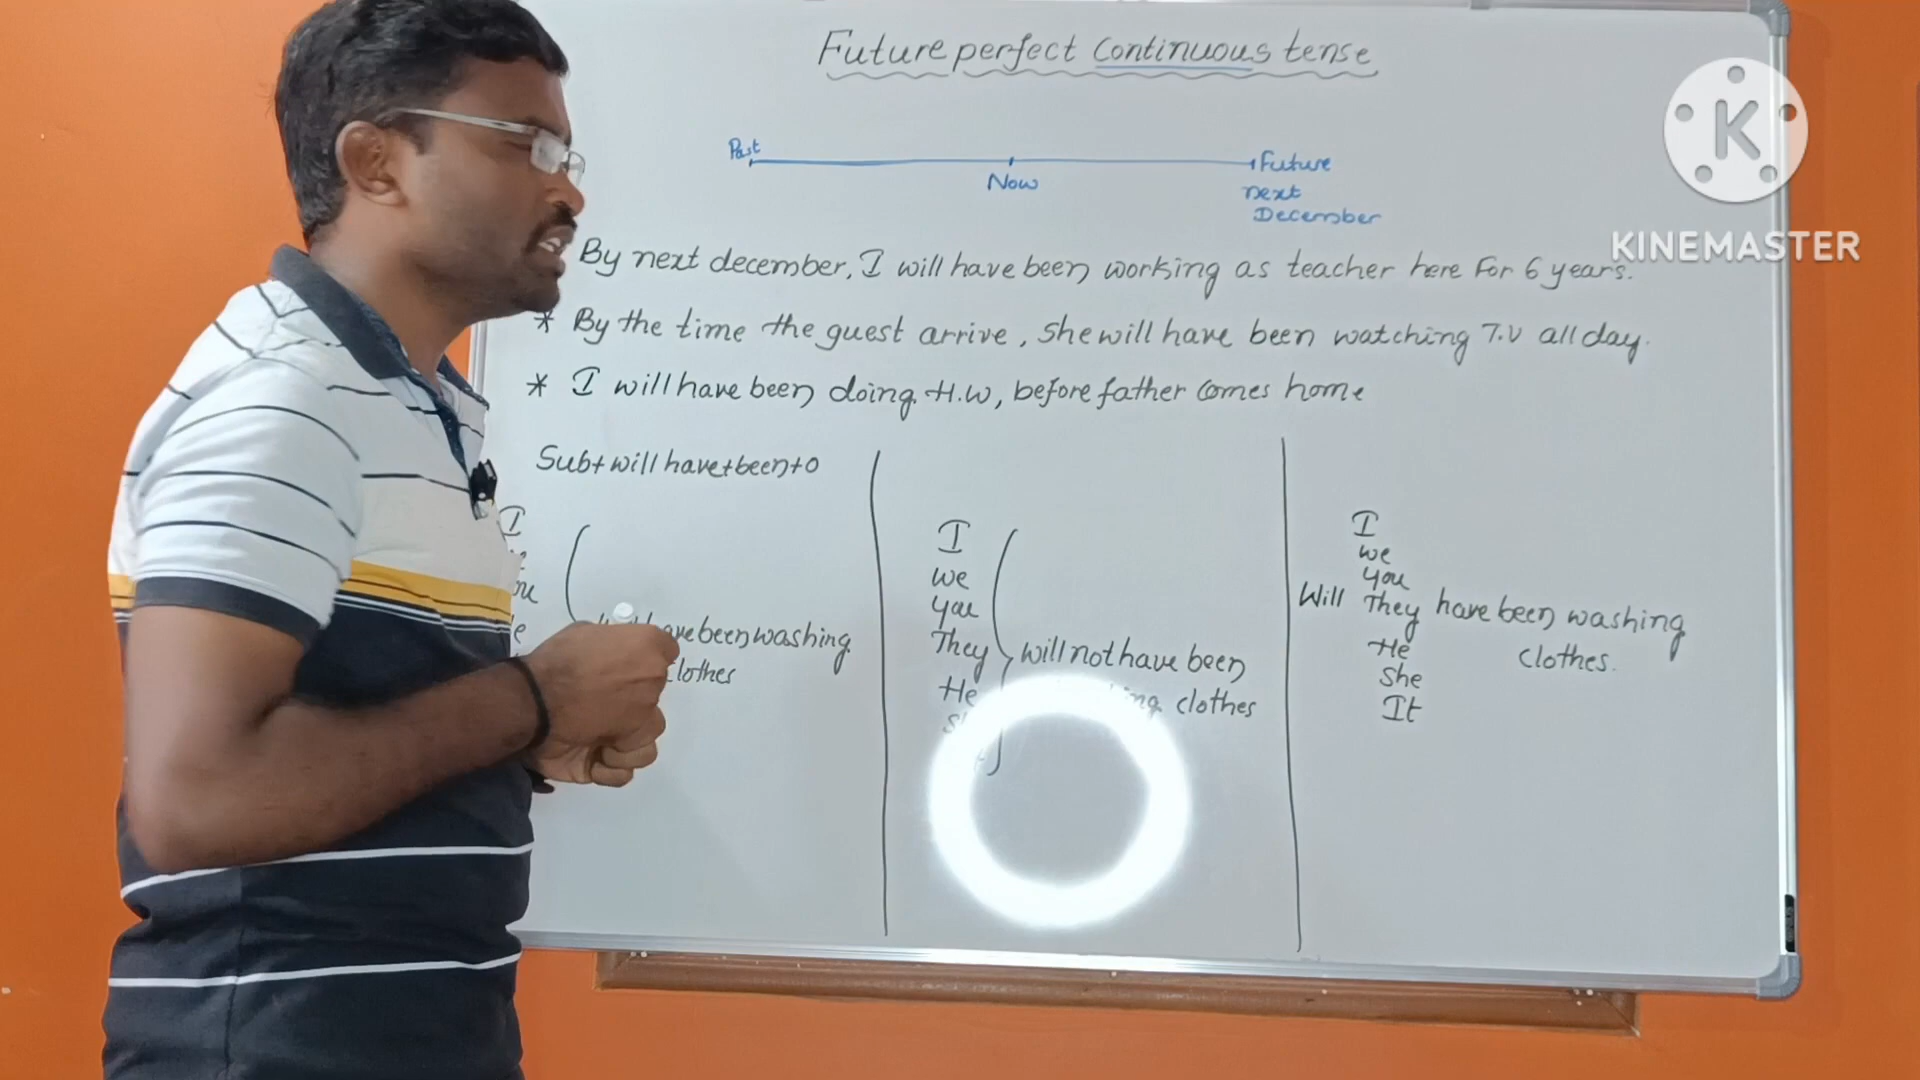 Future perfect continuous tense
Past
Now
Future
next
December
K
KINEMASTER
By next december, I will have been working as teacher here For 6 years.
* By the time the guest arrive, She will have been watching T.V all day.
* I will have been doing H.W, before father comes home
Sub+will have+been+o
I
have been washing
clothes
I
we
you
They
will not have been
He
clothes
I
we
you
Will They have been washing
He
clothes.
She
It